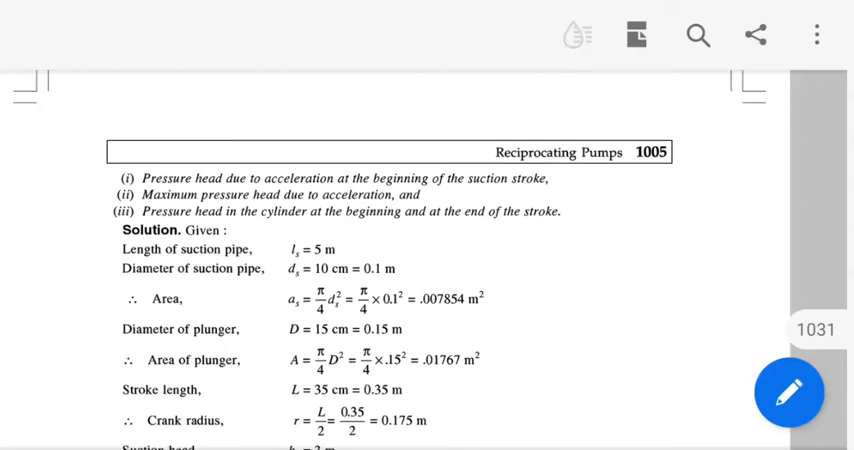 Reciprocating Pumps 1005
(i) Pressure head due to acceleration at the beginning of the suction stroke,
(ii) Maximum pressure head due to acceleration, and
(iii) Pressure head in the cylinder at the beginning and at the end of the stroke.
Solution. Given :
Length of suction pipe, lₛ = 5 m
Diameter of suction pipe, dₛ = 10 cm = 0.1 m
∴ Area, aₛ = π/4 dₛ² = π/4 × 0.1² = .007854 m²
1031
Diameter of plunger, D = 15 cm = 0.15 m
∴ Area of plunger, A = π/4 D² = π/4 × .15² = .01767 m²
Stroke length, L = 35 cm = 0.35 m
∴ Crank radius, r = L/2 = 0.35/2 = 0.175 m